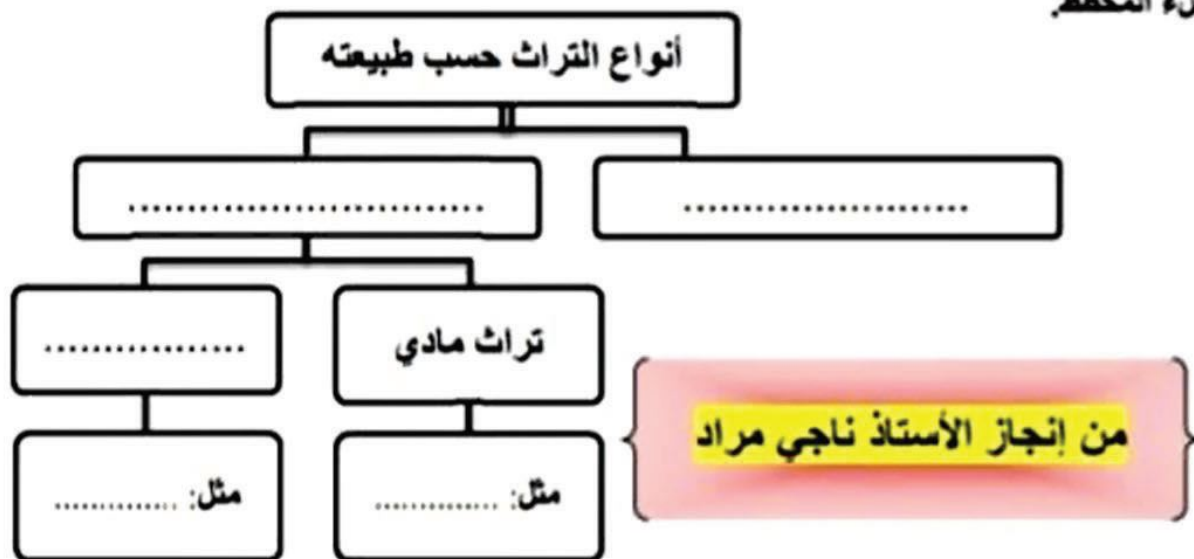 أنواع التراث حسب طبيعته
......................
............................
تراث مادي
.................
مثل: .............
مثل: .............
من إنجاز الأستاذ ناجي مراد